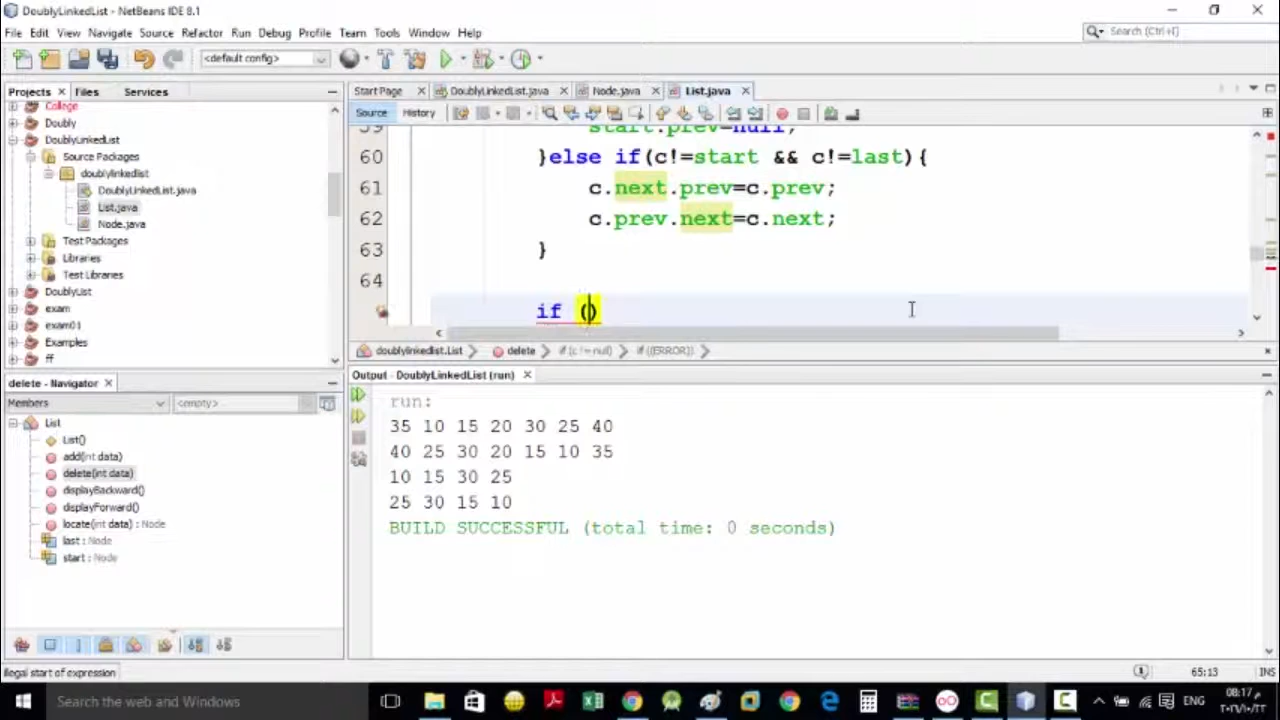 DoublyLinkedList - NetBeans IDE 8.1
File Edit View Navigate Source Refactor Run Debug Profile Team Tools Window Help
Search (Ctrl+I)
<default config>
Projects Files Services
College
Doubly
DoublyLinkedList
Source Packages
doublylinkedlist
DoublyLinkedList.java
List.java
Node.java
Test Packages
Libraries
Test Libraries
DoublyList
exam
exam01
Examples
ff
Start Page DoublyLinkedList.java Node.java List.java
Source History
59 start.prev=null;
60 }else if(c!=start && c!=last){
61 c.next.prev=c.prev;
62 c.prev.next=c.next;
63 }
64
if ()
doublylinkedlist.List delete if (c != null) if ((ERROR))
delete - Navigator
Members <empty>
List
List()
add(int data)
delete(int data)
displayBackward()
displayForward()
locate(int data) : Node
last : Node
start : Node
Output - DoublyLinkedList (run)
run:
35 10 15 20 30 25 40
40 25 30 20 15 10 35
10 15 30 25
25 30 15 10
BUILD SUCCESSFUL (total time: 0 seconds)
illegal start of expression
65:13 INS
Search the web and Windows
ENG
08:17 م